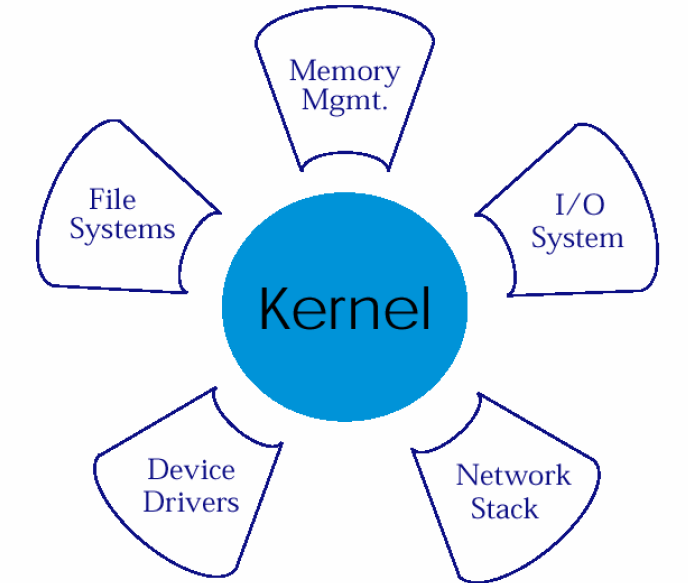 Memory
Mgmt.
File
Systems
I/O
System
Kernel
Device
Drivers
Network
Stack